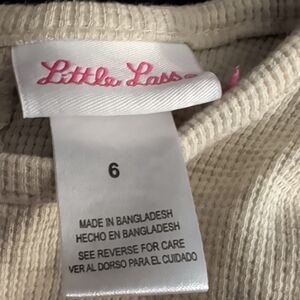 Little Lass
6
MADE IN BANGLADESH
HECHO EN BANGLADESH
SEE REVERSE FOR CARE
VER AL DORSO PARA EL CUIDADO